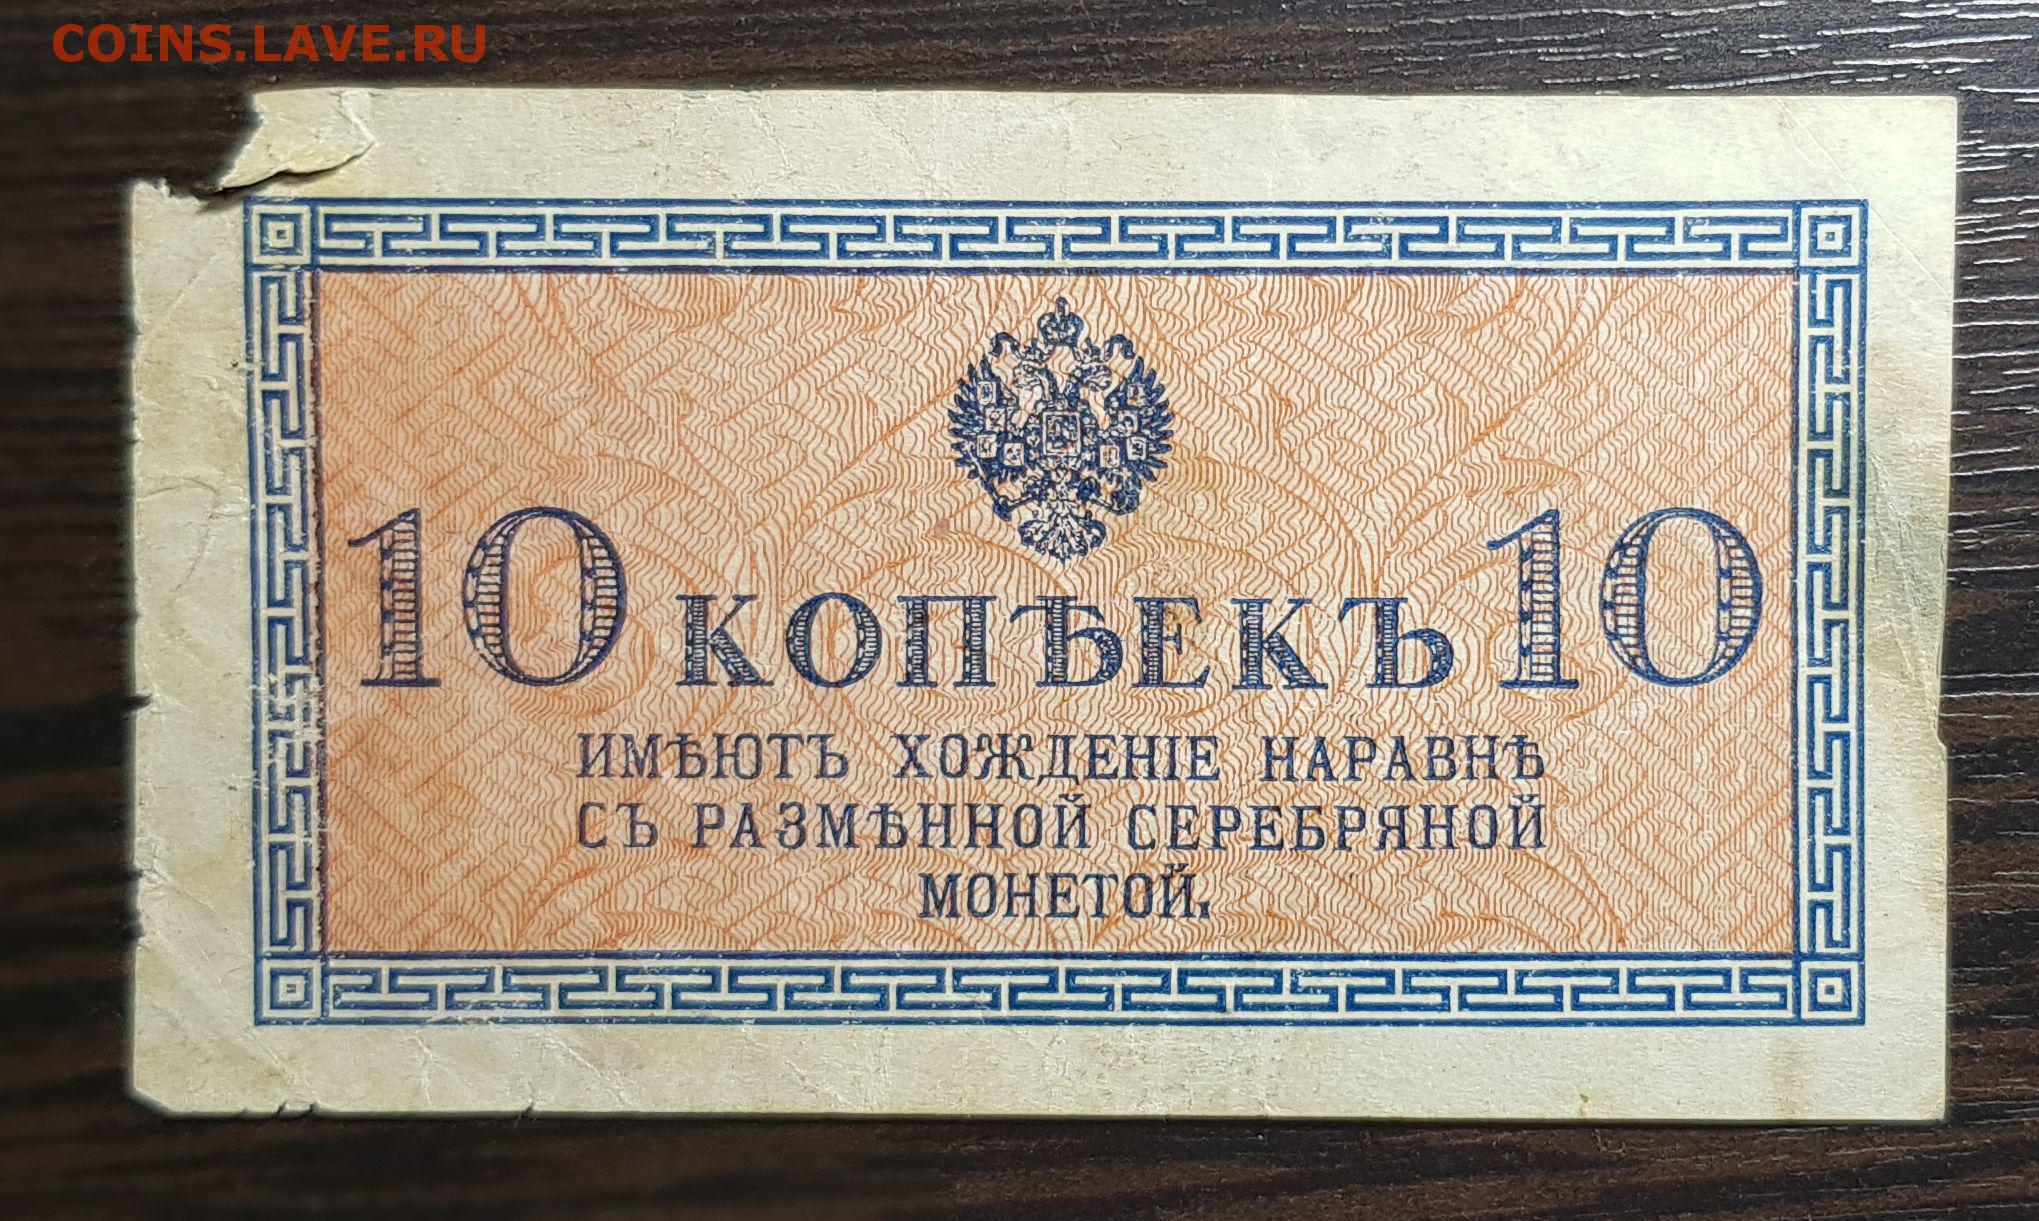 COINS.LAVE.RU
10 КОПѢЕКЪ 10
ИМѢЮТЪ ХОЖДЕНІЕ НАРАВНѢ
СЪ РАЗМѢННОЙ СЕРЕБРЯНОЙ
МОНЕТОЙ.